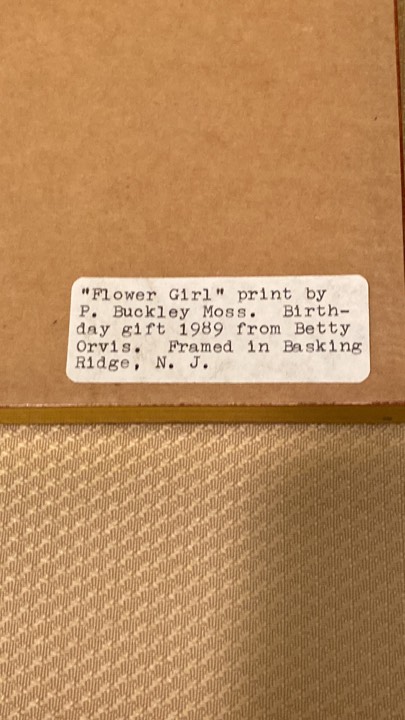 "Flower Girl" print by
P. Buckley Moss.  Birth-
day gift 1989 from Betty
Orvis.  Framed in Basking
Ridge, N. J.